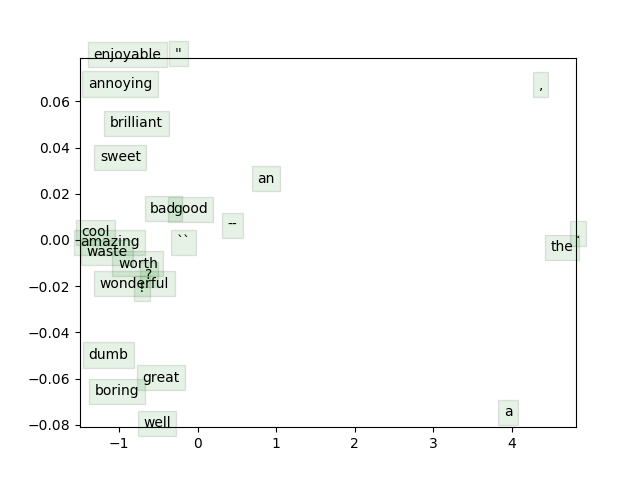 enjoyable "
annoying ,
0.06
brilliant
0.04
sweet
an
0.02
bad good
--
cool
0.00 amazing `` the .
waste
worth
?
-0.02 wonderful
!
-0.04
dumb
-0.06 great
boring
a
-0.08 well
-1 0 1 2 3 4